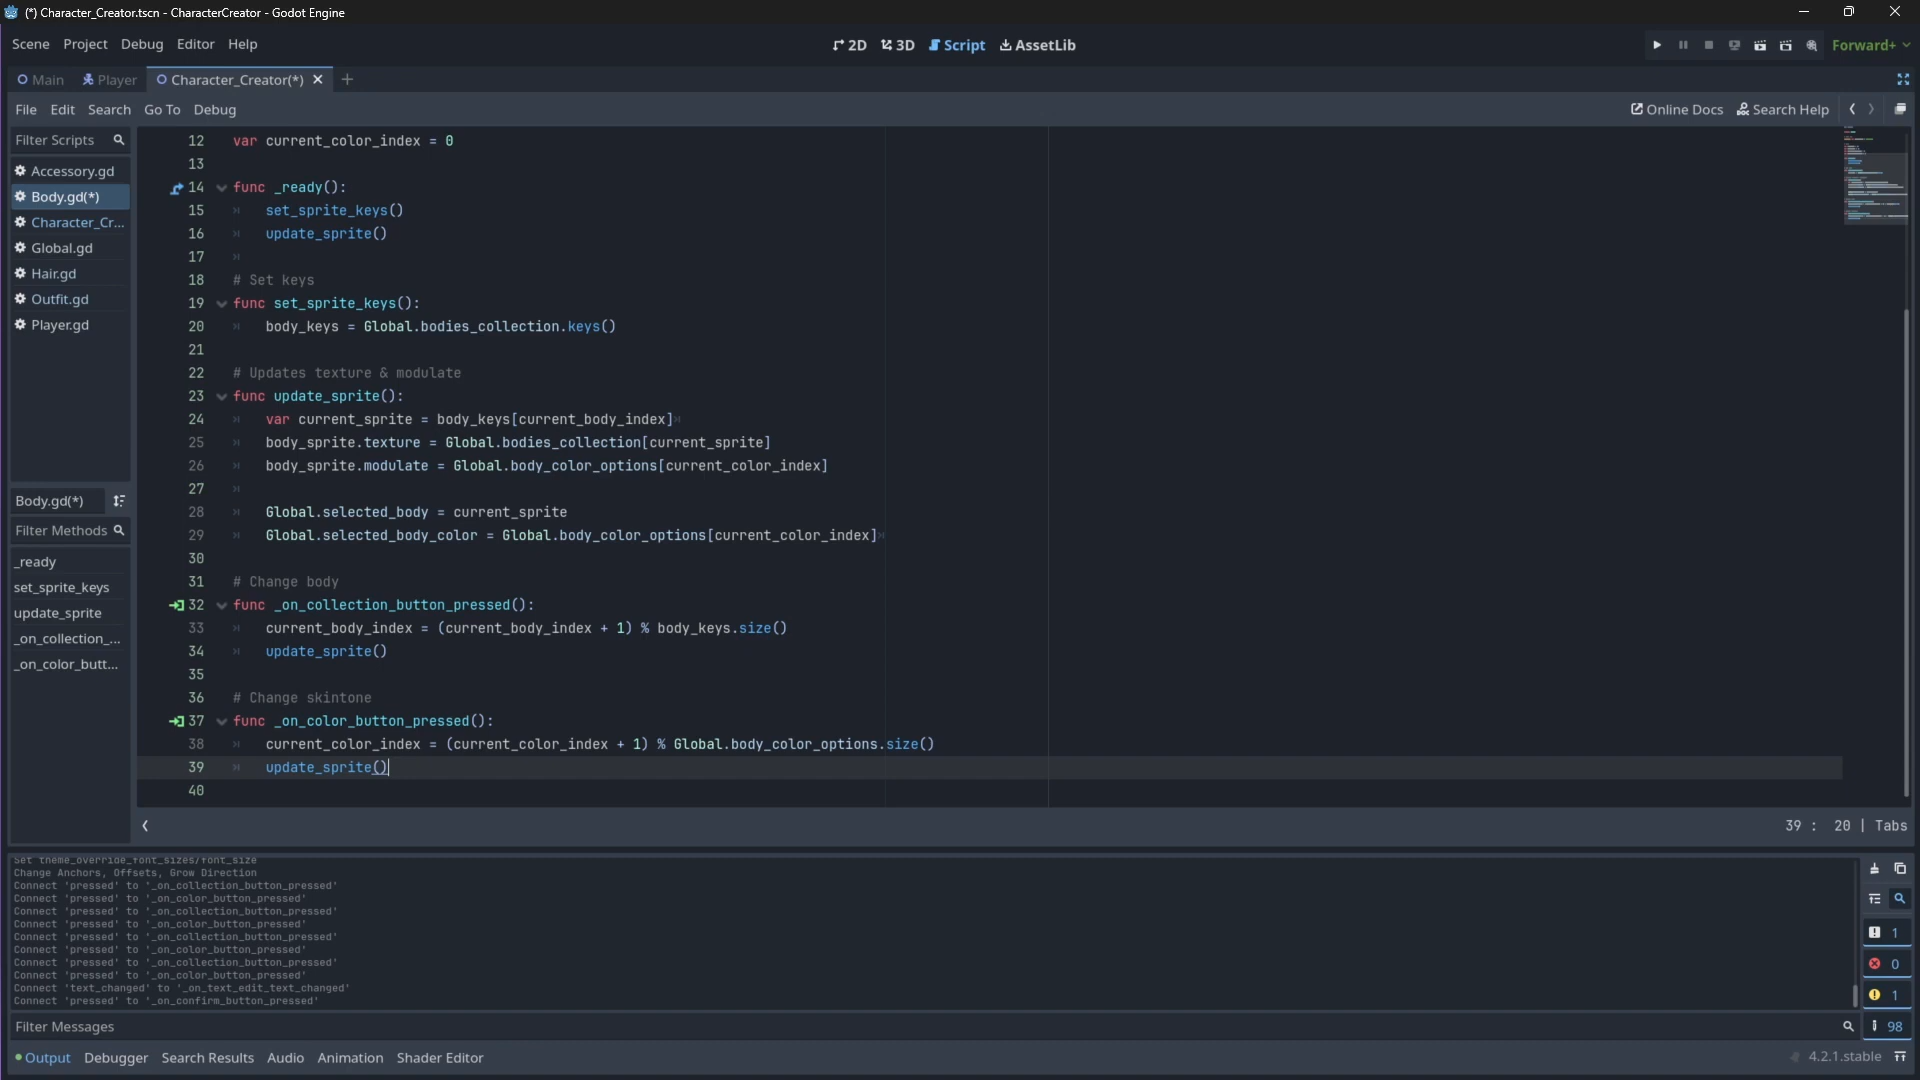 (*) Character_Creator.tscn - CharacterCreator - Godot Engine
Scene Project Debug Editor Help
2D 3D Script AssetLib
Forward+
Main Player Character_Creator(*)
File Edit Search Go To Debug
Online Docs Search Help
Filter Scripts
Accessory.gd
Body.gd(*)
Character_Cr...
Global.gd
Hair.gd
Outfit.gd
Player.gd
Body.gd(*)
Filter Methods
_ready
set_sprite_keys
update_sprite
_on_collection_...
_on_color_butt...
12 var current_color_index = 0
13
14 func _ready():
15 set_sprite_keys()
16 update_sprite()
17
18 # Set keys
19 func set_sprite_keys():
20 body_keys = Global.bodies_collection.keys()
21
22 # Updates texture & modulate
23 func update_sprite():
24 var current_sprite = body_keys[current_body_index]
25 body_sprite.texture = Global.bodies_collection[current_sprite]
26 body_sprite.modulate = Global.body_color_options[current_color_index]
27
28 Global.selected_body = current_sprite
29 Global.selected_body_color = Global.body_color_options[current_color_index]
30
31 # Change body
32 func _on_collection_button_pressed():
33 current_body_index = (current_body_index + 1) % body_keys.size()
34 update_sprite()
35
36 # Change skintone
37 func _on_color_button_pressed():
38 current_color_index = (current_color_index + 1) % Global.body_color_options.size()
39 update_sprite()
40
39 : 20 | Tabs
Set theme_override_font_sizes/font_size
Change Anchors, Offsets, Grow Direction
Connect 'pressed' to '_on_collection_button_pressed'
Connect 'pressed' to '_on_color_button_pressed'
Connect 'pressed' to '_on_collection_button_pressed'
Connect 'pressed' to '_on_color_button_pressed'
Connect 'pressed' to '_on_collection_button_pressed'
Connect 'pressed' to '_on_color_button_pressed'
Connect 'pressed' to '_on_collection_button_pressed'
Connect 'pressed' to '_on_color_button_pressed'
Connect 'text_changed' to '_on_text_edit_text_changed'
Connect 'pressed' to '_on_confirm_button_pressed'
1
0
1
98
Filter Messages
Output Debugger Search Results Audio Animation Shader Editor
4.2.1.stable